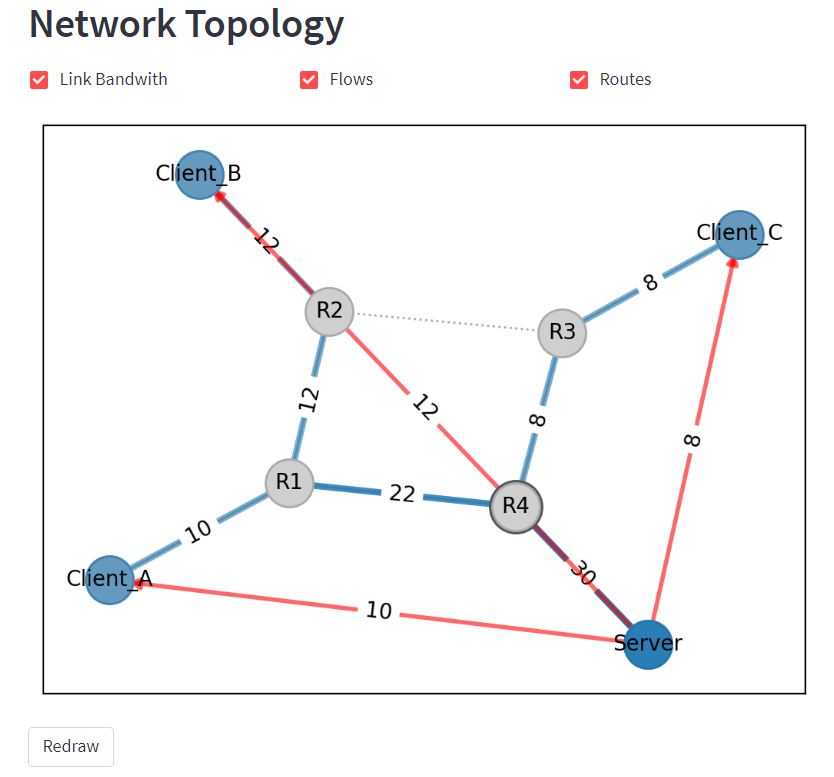 Network Topology
Link Bandwith
Flows
Routes
Client_B
Client_C
12
8
R2
R3
12
12
8
8
R1
22
R4
10
30
Client_A
10
Server
Redraw